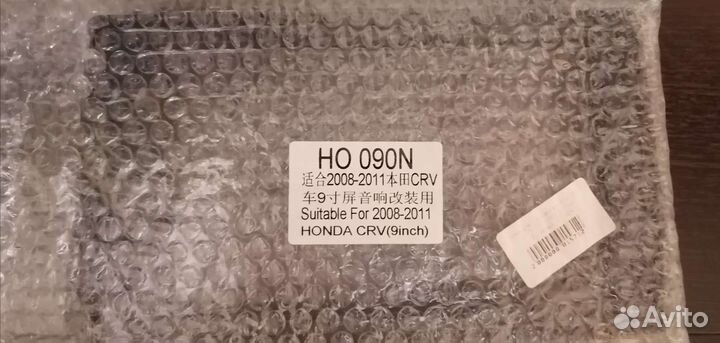 HO 090N
适合2008-2011本田CRV
车9寸屏音响改装用
Suitable For 2008-2011
HONDA CRV(9inch)
Avito